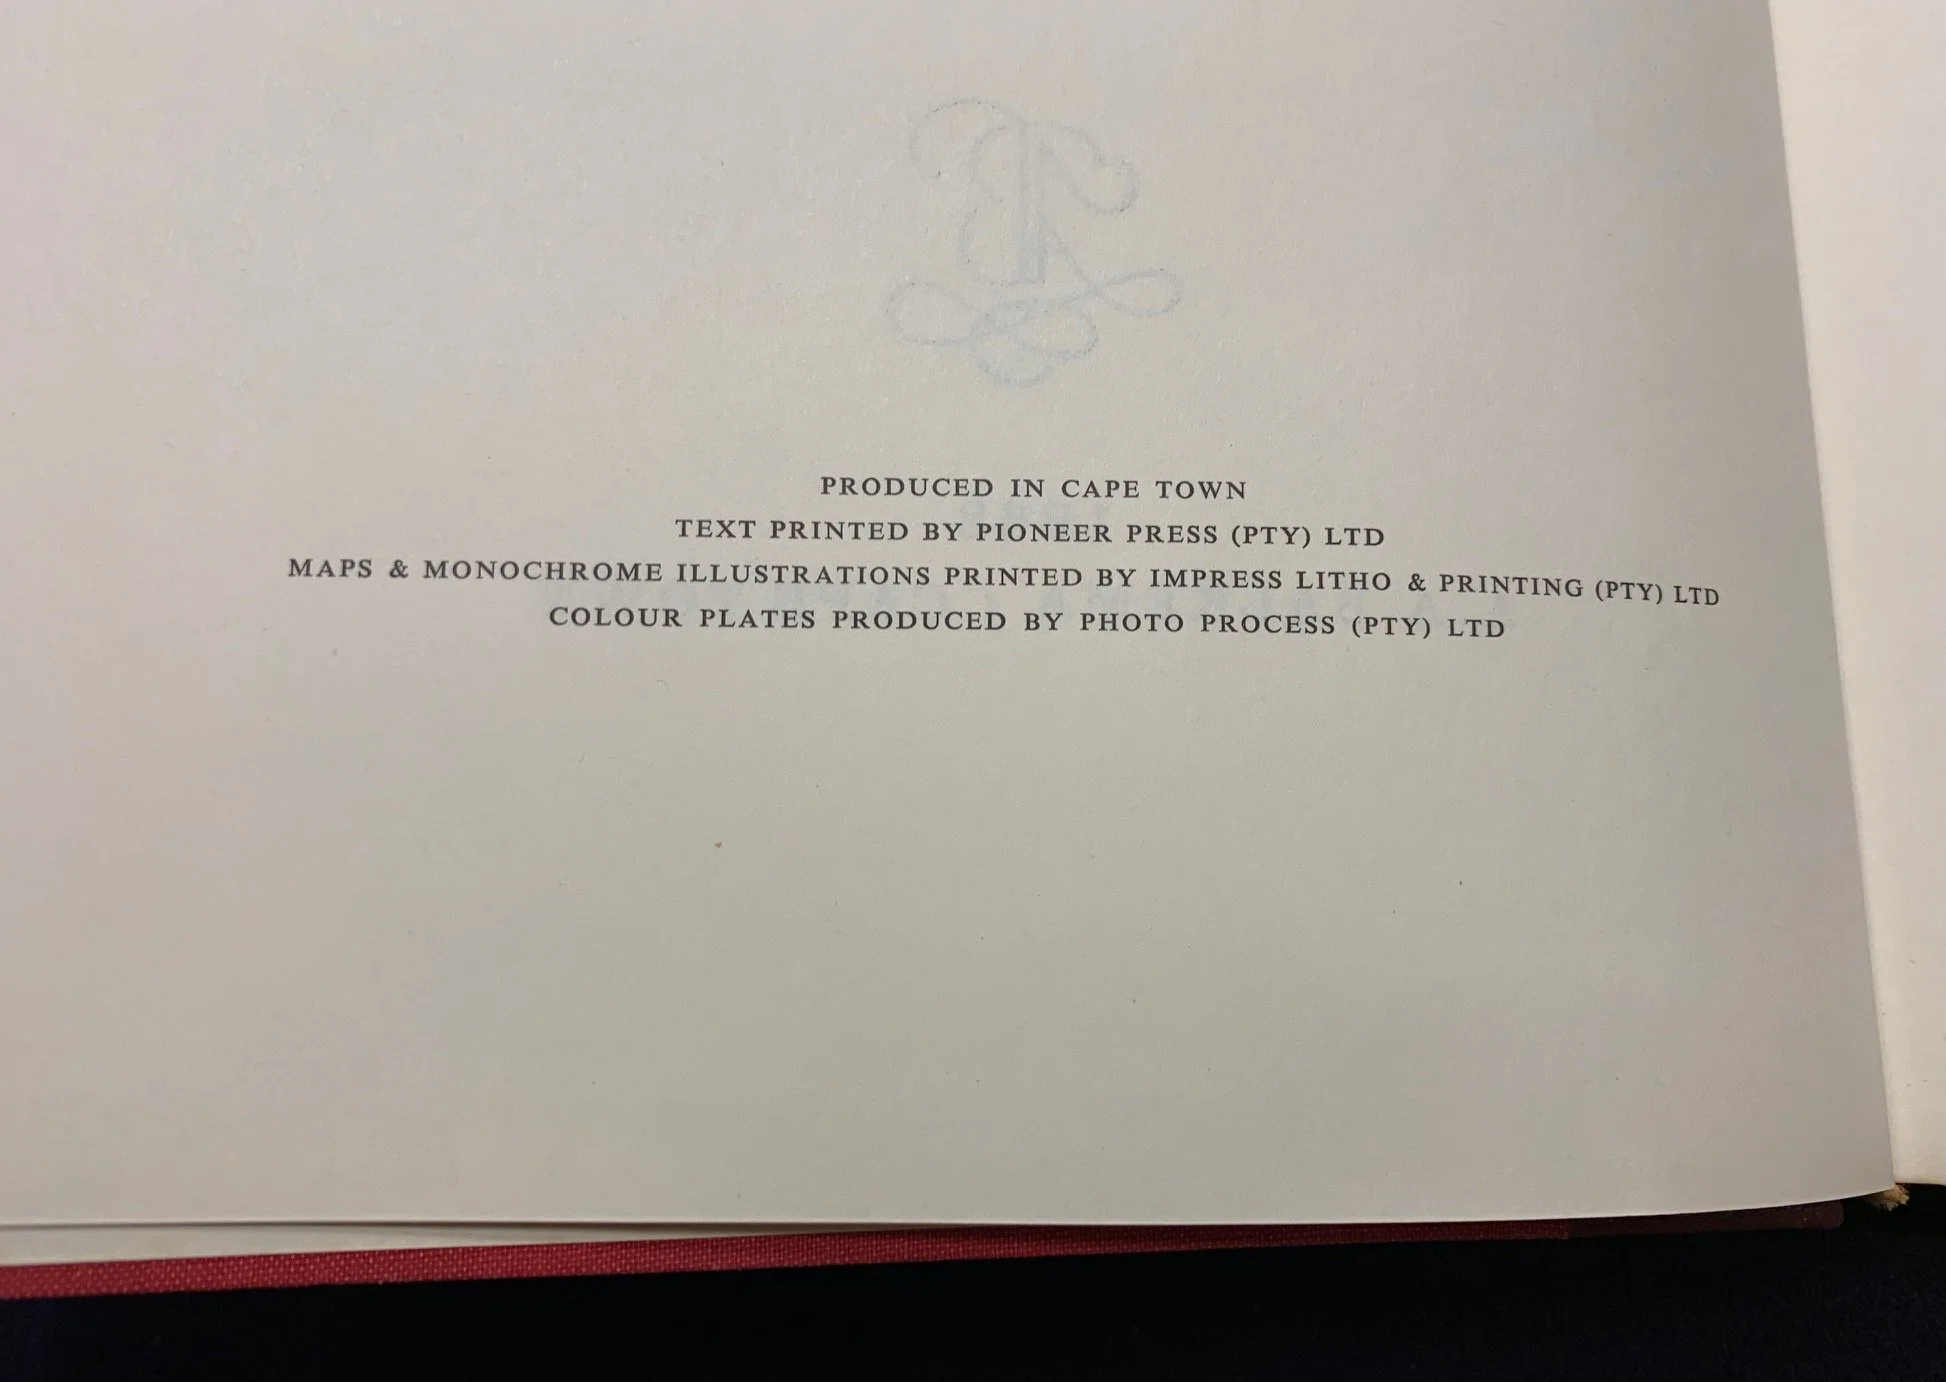 PRODUCED IN CAPE TOWN
TEXT PRINTED BY PIONEER PRESS (PTY) LTD
MAPS & MONOCHROME ILLUSTRATIONS PRINTED BY IMPRESS LITHO & PRINTING (PTY) LTD
COLOUR PLATES PRODUCED BY PHOTO PROCESS (PTY) LTD